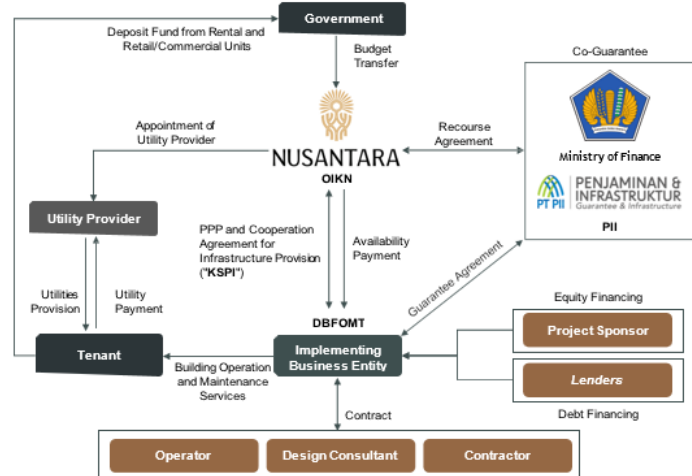 Government
Deposit Fund from Rental and
Retail/Commercial Units
Budget
Transfer
Co-Guarantee
Appointment of
Utility Provider
NUSANTARA
OIKN
Recourse
Agreement
Ministry of Finance
PT PII
PENJAMINAN &
INFRASTRUKTUR
Guarantee & Infrastructure
PII
Utility Provider
PPP and Cooperation
Agreement for
Infrastructure Provision
("KSPI")
Availability
Payment
Guarantee Agreement
Utilities
Provision
Utility
Payment
DBFOMT
Implementing
Business Entity
Tenant
Building Operation
and Maintenance
Services
Equity Financing
Project Sponsor
Lenders
Debt Financing
Contract
Operator
Design Consultant
Contractor